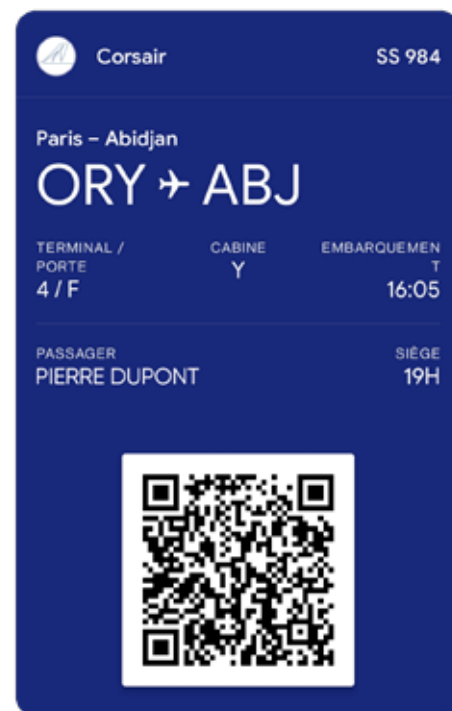 Corsair SS 984
Paris – Abidjan
ORY ✈ ABJ
TERMINAL / CABINE EMBARQUEMEN
PORTE Y T
4 / F 16:05
PASSAGER SIÈGE
PIERRE DUPONT 19H